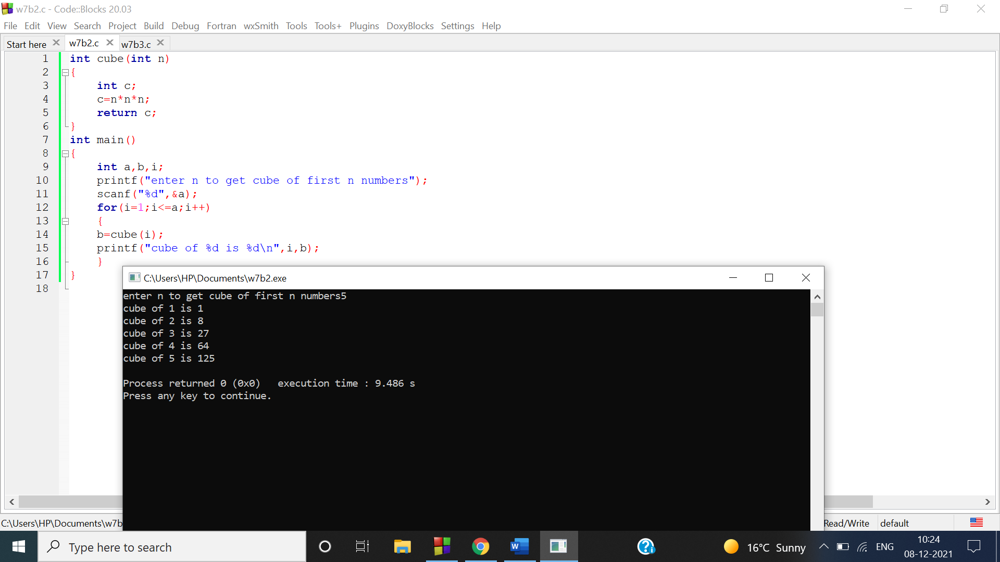 w7b2.c - Code::Blocks 20.03
File Edit View Search Project Build Debug Fortran wxSmith Tools Tools+ Plugins DoxyBlocks Settings Help
Start here w7b2.c w7b3.c
1 int cube(int n)
2 {
3 int c;
4 c=n*n*n;
5 return c;
6 }
7 int main()
8 {
9 int a,b,i;
10 printf("enter n to get cube of first n numbers");
11 scanf("%d",&a);
12 for(i=1;i<=a;i++)
13 {
14 b=cube(i);
15 printf("cube of %d is %d\n",i,b);
16 }
17 }
18
C:\Users\HP\Documents\w7b2.exe
enter n to get cube of first n numbers5
cube of 1 is 1
cube of 2 is 8
cube of 3 is 27
cube of 4 is 64
cube of 5 is 125
Process returned 0 (0x0)   execution time : 9.486 s
Press any key to continue.
C:\Users\HP\Documents\w7b Read/Write default
Type here to search
W
16°C Sunny
ENG
10:24
08-12-2021